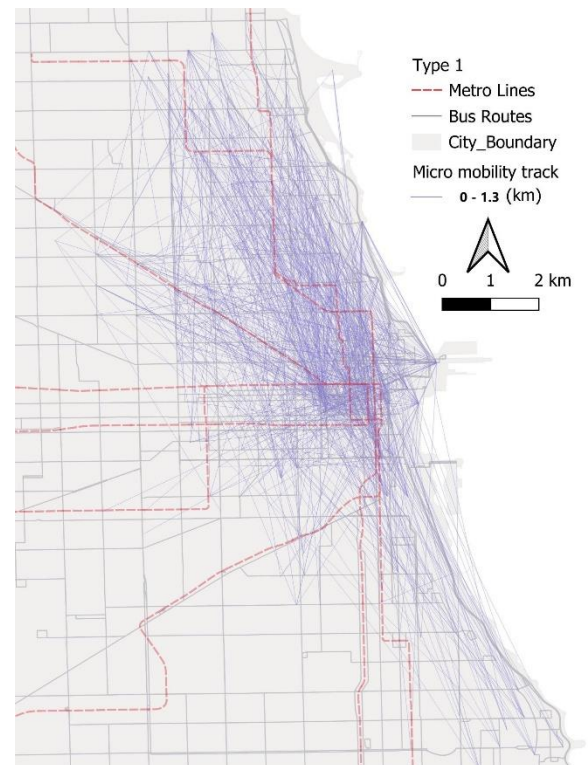 Type 1
Metro Lines
Bus Routes
City_Boundary
Micro mobility track
0 - 1.3 (km)
0 1 2 km